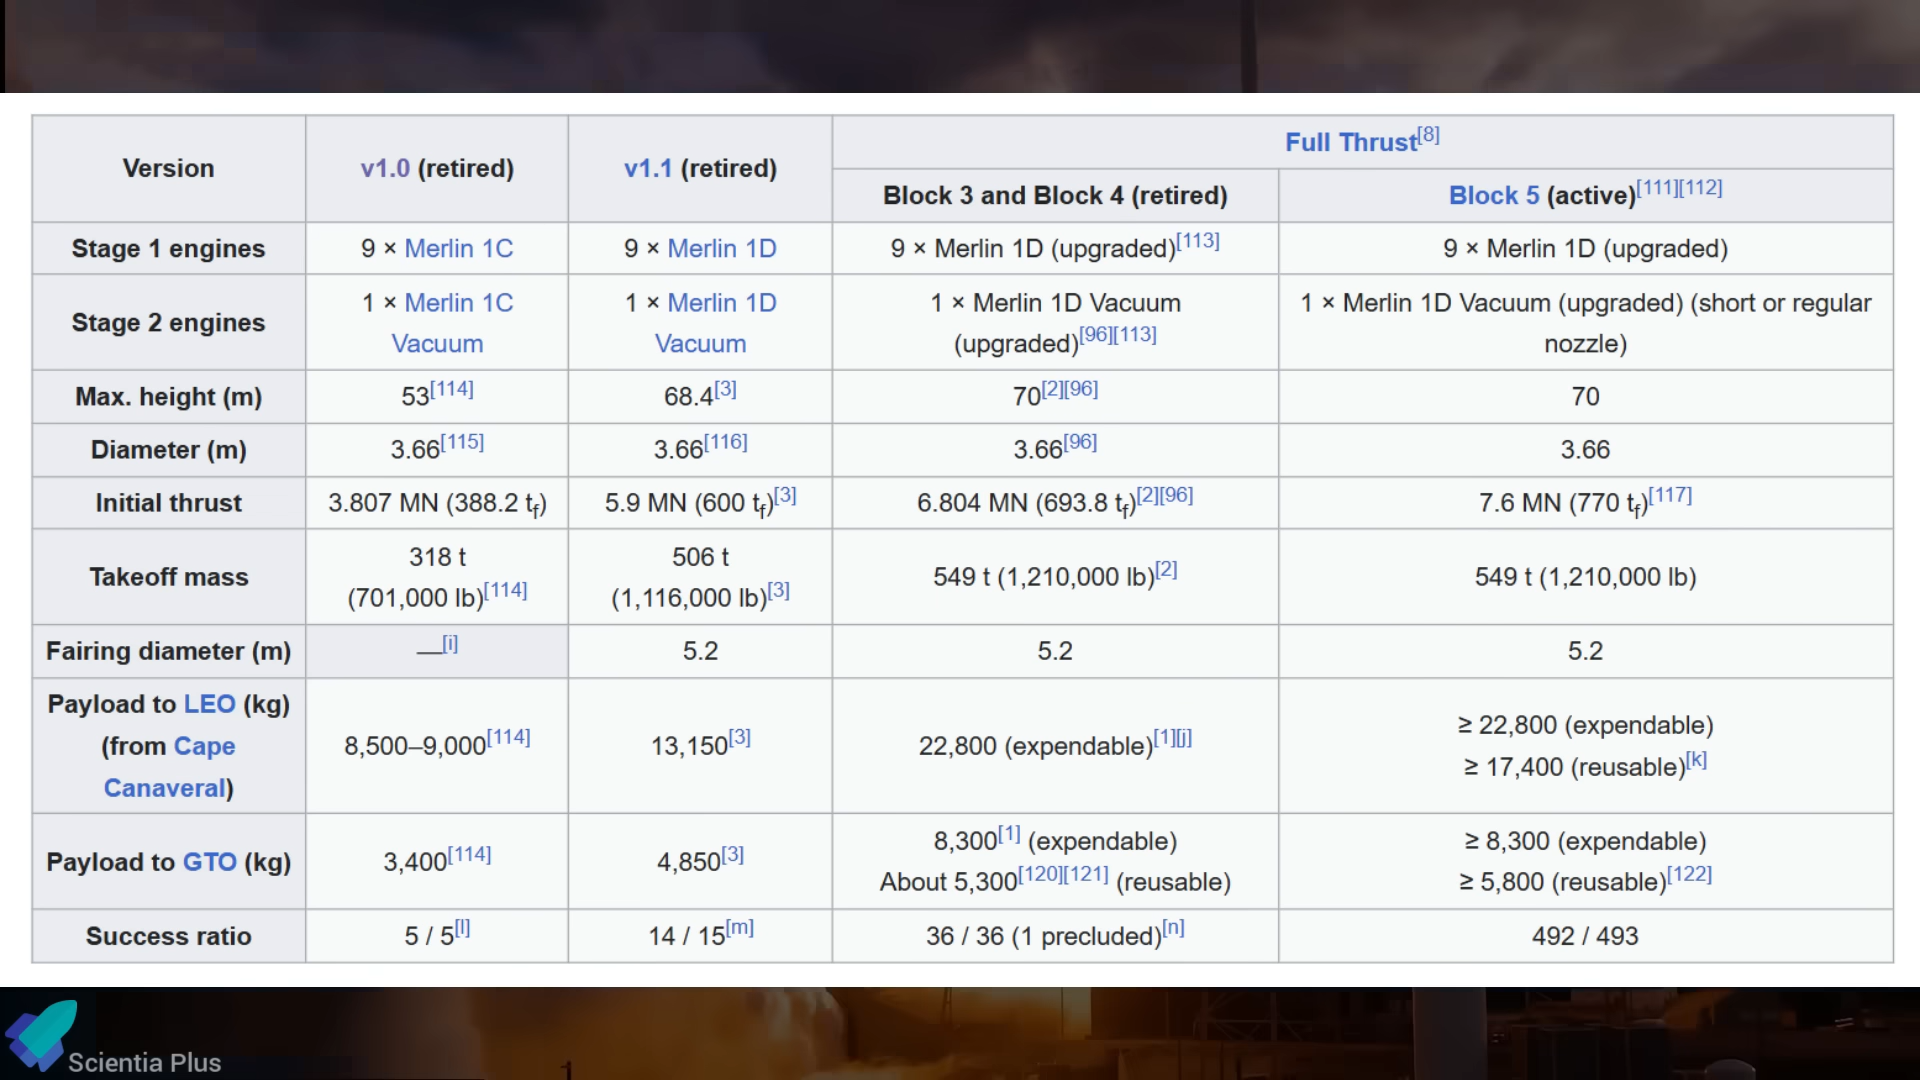 Version v1.0 (retired) v1.1 (retired) Full Thrust[8]
Block 3 and Block 4 (retired) Block 5 (active)[111][112]
Stage 1 engines 9 × Merlin 1C 9 × Merlin 1D 9 × Merlin 1D (upgraded)[113] 9 × Merlin 1D (upgraded)
Stage 2 engines 1 × Merlin 1C Vacuum 1 × Merlin 1D Vacuum 1 × Merlin 1D Vacuum (upgraded)[96][113] 1 × Merlin 1D Vacuum (upgraded) (short or regular nozzle)
Max. height (m) 53[114] 68.4[3] 70[2][96] 70
Diameter (m) 3.66[115] 3.66[116] 3.66[96] 3.66
Initial thrust 3.807 MN (388.2 tf) 5.9 MN (600 tf)[3] 6.804 MN (693.8 tf)[2][96] 7.6 MN (770 tf)[117]
Takeoff mass 318 t (701,000 lb)[114] 506 t (1,116,000 lb)[3] 549 t (1,210,000 lb)[2] 549 t (1,210,000 lb)
Fairing diameter (m) —[i] 5.2 5.2 5.2
Payload to LEO (kg) (from Cape Canaveral) 8,500–9,000[114] 13,150[3] 22,800 (expendable)[1][j] ≥ 22,800 (expendable) ≥ 17,400 (reusable)[k]
Payload to GTO (kg) 3,400[114] 4,850[3] 8,300[1] (expendable) About 5,300[120][121] (reusable) ≥ 8,300 (expendable) ≥ 5,800 (reusable)[122]
Success ratio 5 / 5[l] 14 / 15[m] 36 / 36 (1 precluded)[n] 492 / 493
Scientia Plus